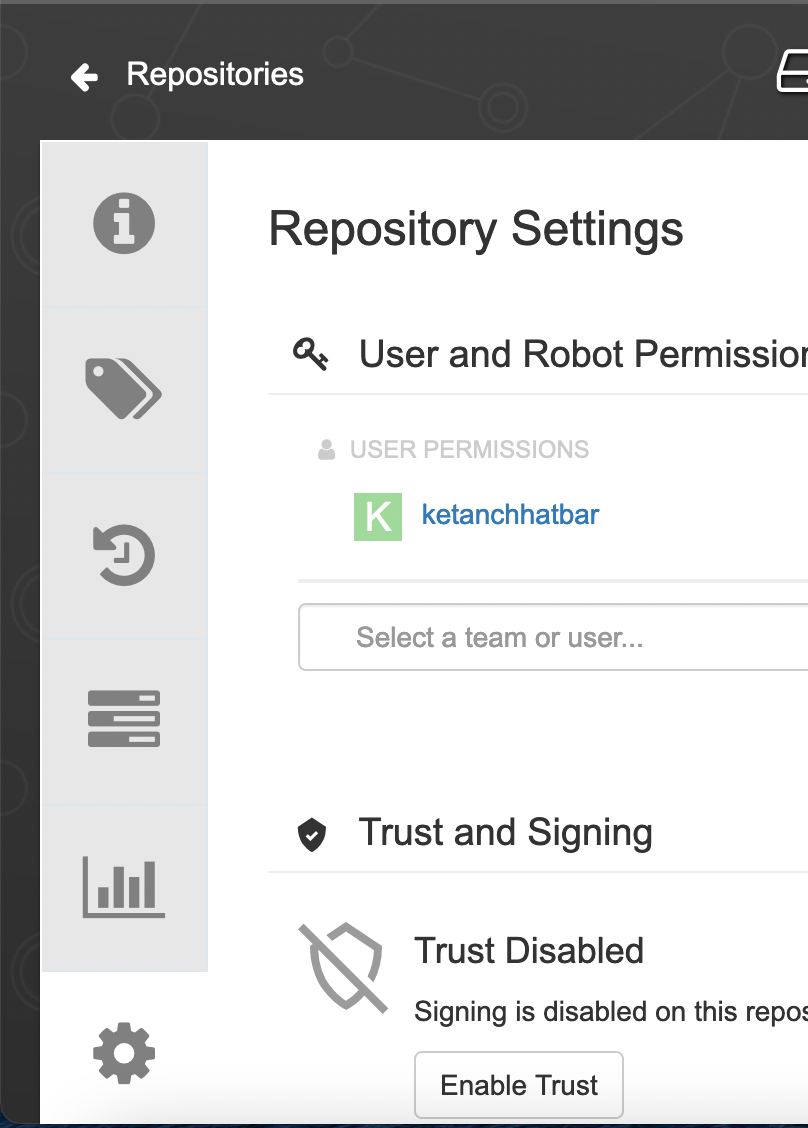 Repositories
Repository Settings
User and Robot Permission
USER PERMISSIONS
K ketanchhatbar
Select a team or user...
Trust and Signing
Trust Disabled
Signing is disabled on this repos
Enable Trust